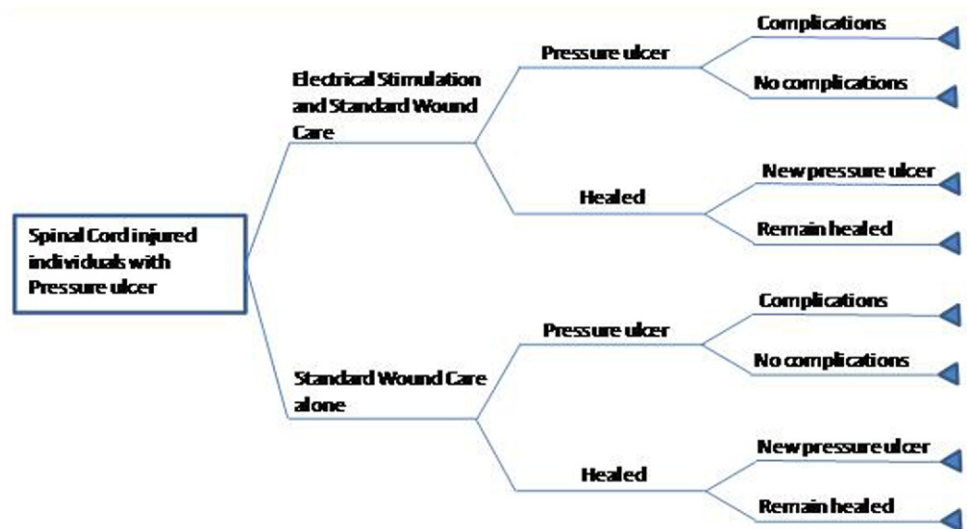 Complications
Pressure ulcer
No complications
Electrical Stimulation
and Standard Wound
Care
New pressure ulcer
Healed
Remain healed
Spinal Cord injured
individuals with
Pressure ulcer
Complications
Pressure ulcer
No complications
Standard Wound Care
alone
New pressure ulcer
Healed
Remain healed